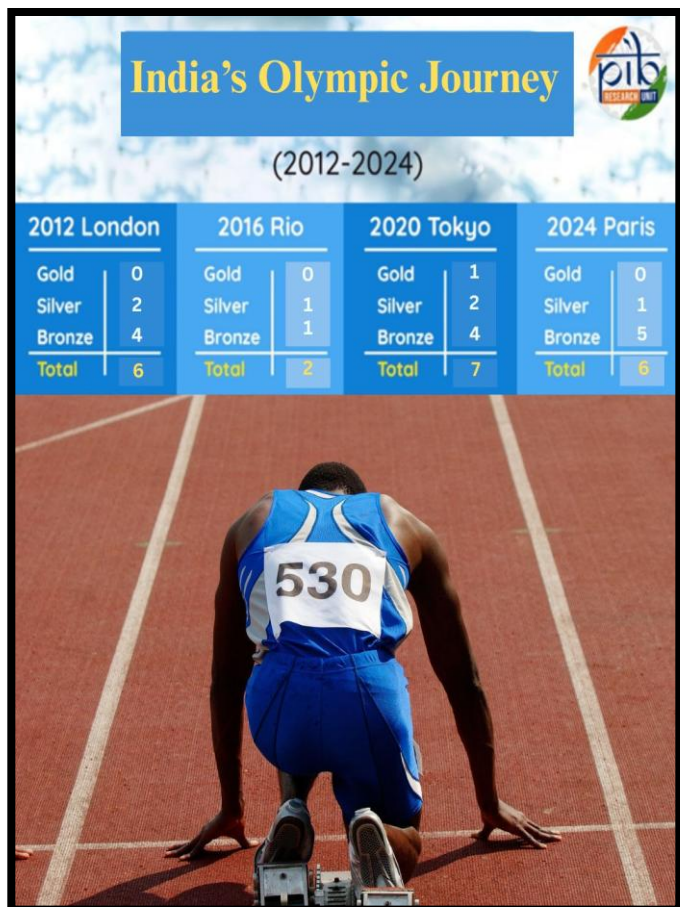 India's Olympic Journey
pib
RESEARCH UNIT
(2012-2024)
2012 London
Gold 0
Silver 2
Bronze 4
Total 6
2016 Rio
Gold 0
Silver 1
Bronze 1
Total 2
2020 Tokyo
Gold 1
Silver 2
Bronze 4
Total 7
2024 Paris
Gold 0
Silver 1
Bronze 5
Total 6
530